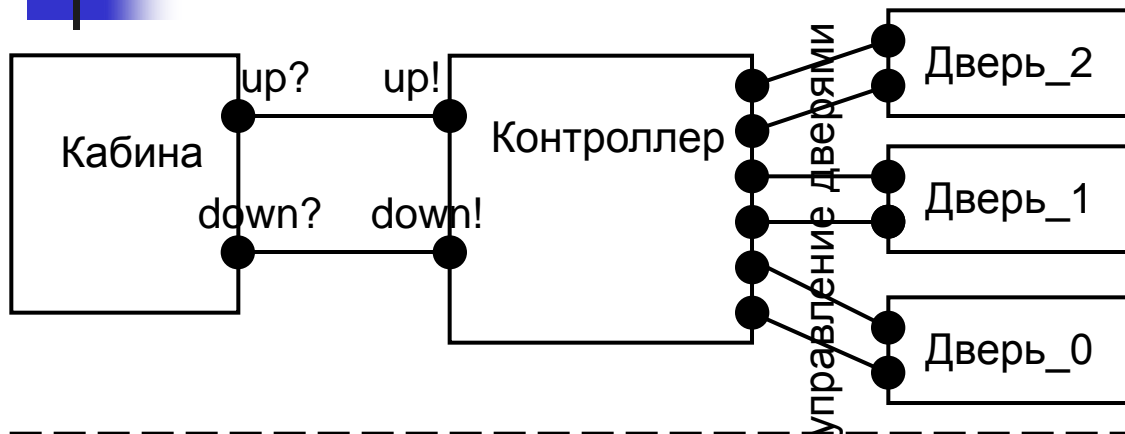 up? up!
Кабина
down? down!
Контроллер
управление дверями
Дверь_2
Дверь_1
Дверь_0